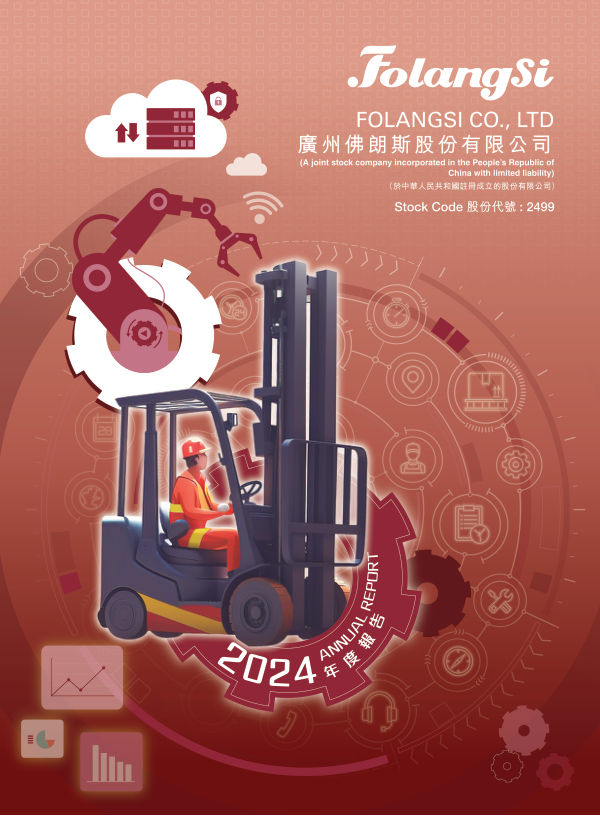 FolangSi
FOLANGSI CO., LTD
廣州佛朗斯股份有限公司
(A joint stock company incorporated in the People's Republic of
China with limited liability)
(於中華人民共和國註冊成立的股份有限公司)
Stock Code 股份代號 : 2499
24
28
2024 ANNUAL REPORT
年度報告